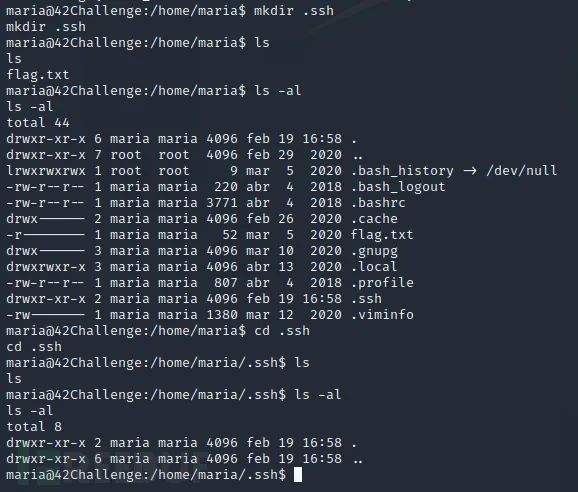 maria@42Challenge:/home/maria$ mkdir .ssh
mkdir .ssh
maria@42Challenge:/home/maria$ ls
ls
flag.txt
maria@42Challenge:/home/maria$ ls -al
ls -al
total 44
drwxr-xr-x 6 maria maria 4096 feb 19 16:58 .
drwxr-xr-x 7 root  root  4096 feb 29  2020 ..
lrwxrwxrwx 1 root  root     9 mar  5  2020 .bash_history -> /dev/null
-rw-r--r-- 1 maria maria  220 abr  4  2018 .bash_logout
-rw-r--r-- 1 maria maria 3771 abr  4  2018 .bashrc
drwx------ 2 maria maria 4096 feb 26  2020 .cache
-r-------- 1 maria maria   52 mar  5  2020 flag.txt
drwx------ 3 maria maria 4096 mar 10  2020 .gnupg
drwxrwxr-x 3 maria maria 4096 abr 13  2020 .local
-rw-r--r-- 1 maria maria  807 abr  4  2018 .profile
drwxr-xr-x 2 maria maria 4096 feb 19 16:58 .ssh
-rw------- 1 maria maria 1380 mar 12  2020 .viminfo
maria@42Challenge:/home/maria$ cd .ssh
cd .ssh
maria@42Challenge:/home/maria/.ssh$ ls
ls
maria@42Challenge:/home/maria/.ssh$ ls -al
ls -al
total 8
drwxr-xr-x 2 maria maria 4096 feb 19 16:58 .
drwxr-xr-x 6 maria maria 4096 feb 19 16:58 ..
maria@42Challenge:/home/maria/.ssh$